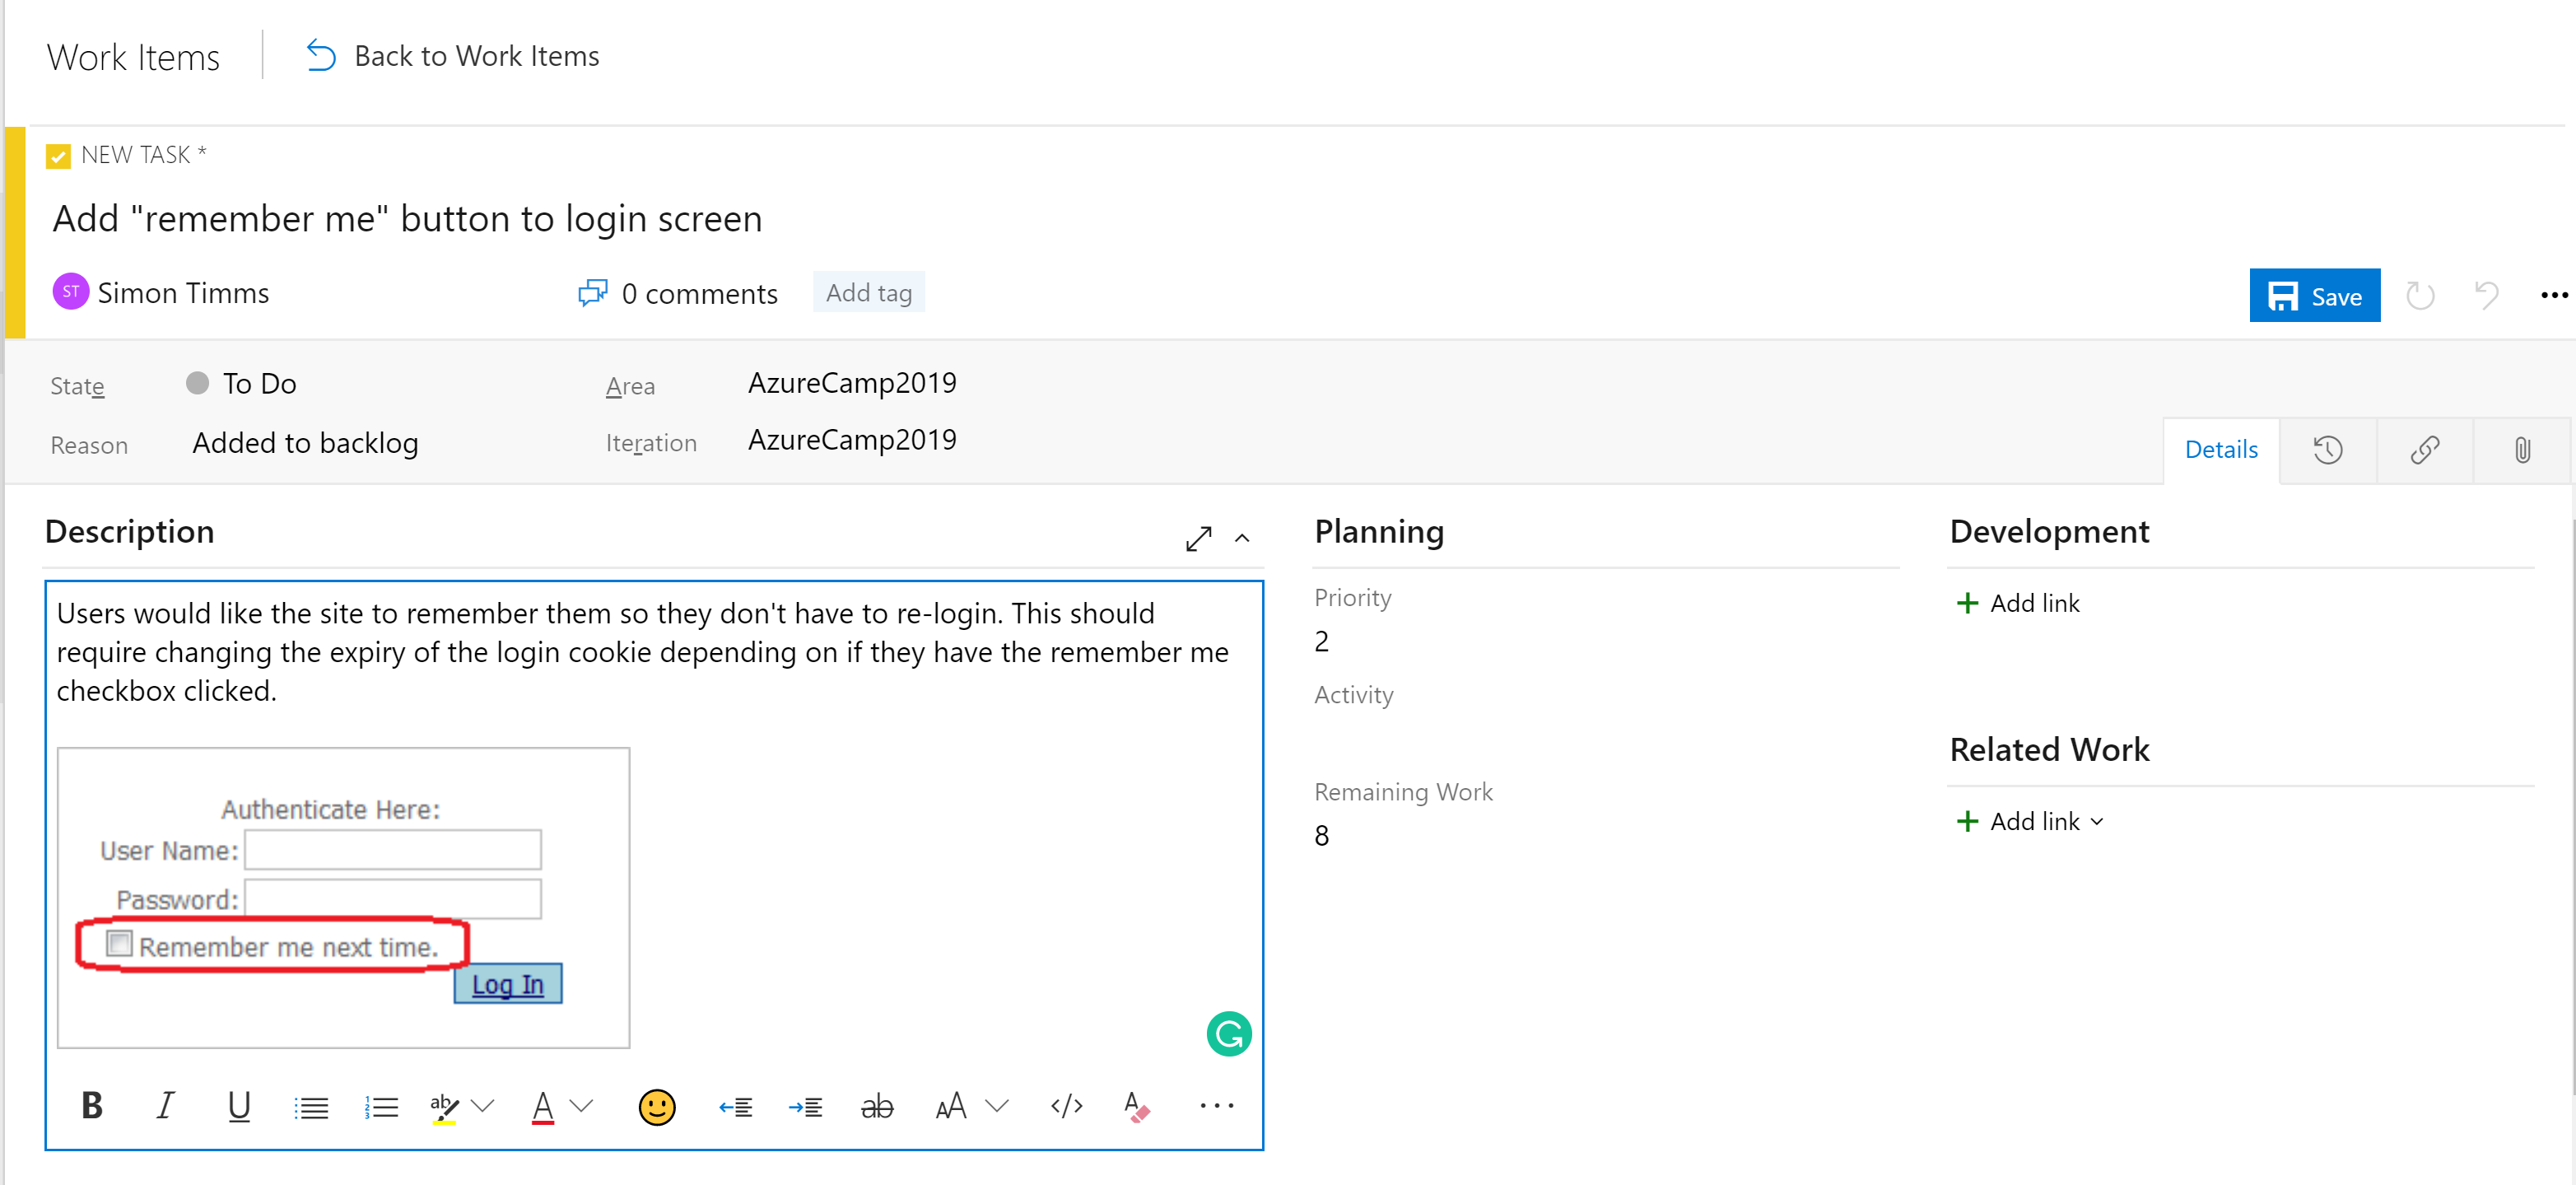 Work Items
Back to Work Items
NEW TASK *
Add "remember me" button to login screen
ST Simon Timms
0 comments
Add tag
Save
State
To Do
Area
AzureCamp2019
Reason
Added to backlog
Iteration
AzureCamp2019
Details
Description
Users would like the site to remember them so they don't have to re-login. This should
require changing the expiry of the login cookie depending on if they have the remember me
checkbox clicked.
Authenticate Here:
User Name:
Password:
Remember me next time.
Log In
B I U ab A ab AA </> A
Planning
Priority
2
Activity
Remaining Work
8
Development
+ Add link
Related Work
+ Add link